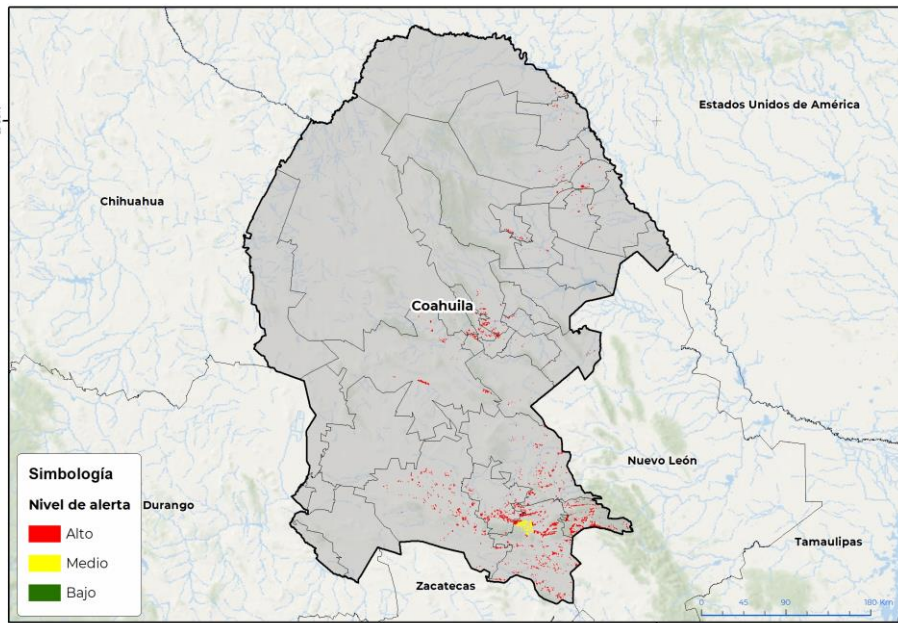 Estados Unidos de América
Chihuahua
Coahuila
Nuevo León
Durango
Tamaulipas
Zacatecas
Simbología
Nivel de alerta
Alto
Medio
Bajo
0 45 90 180 Km